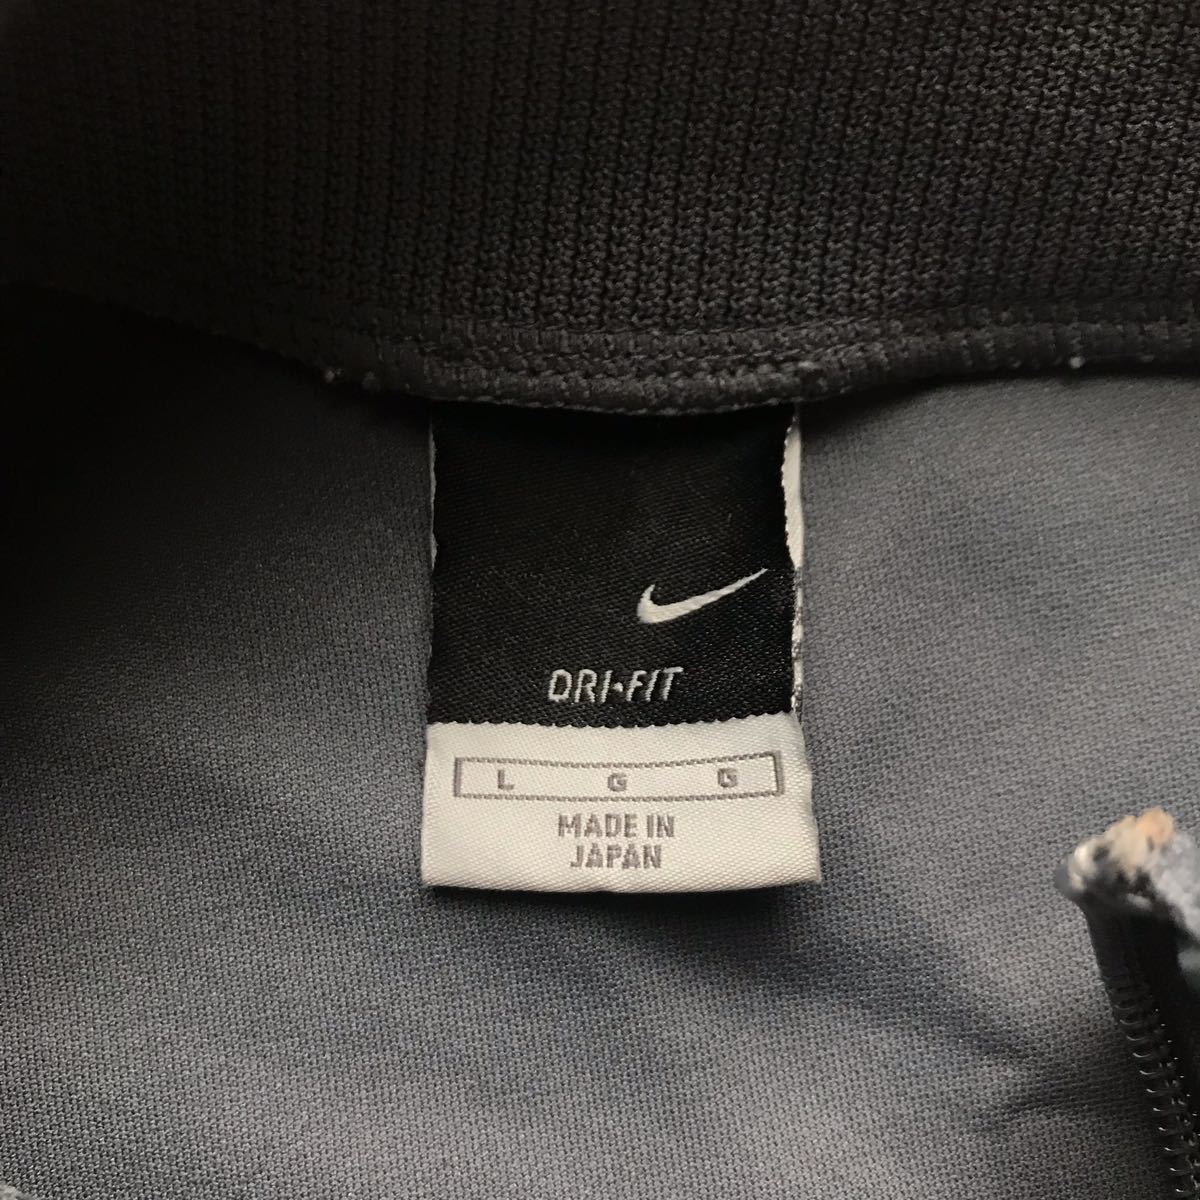 DRI-FIT
L G G
MADE IN
JAPAN